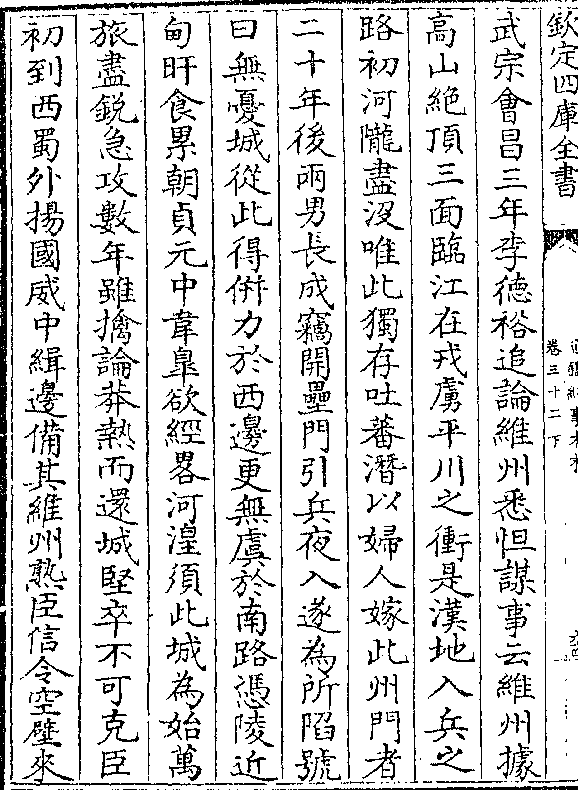 欽定四庫全書
卷三十二下
武宗會昌三年李德裕追論維州悉怛謀事云維州據
高山絶頂三面臨江在戎虜平川之衝是漢地入兵之
路初河隴盡没唯此獨存吐蕃潛以婦人嫁此州門者
二十年後兩男長成竊開壘門引兵夜入遂為所陷號
曰無憂城從此得併力於西邊更無虞於南路憑陵近
甸旰食累朝貞元中韋臯欲經畧河湟須此城為始萬
旅盡鋭急攻數年雖擒論莽熱而還城堅卒不可克臣
初到西蜀外揚國威中緝邊備其維州熟臣信令空壁來